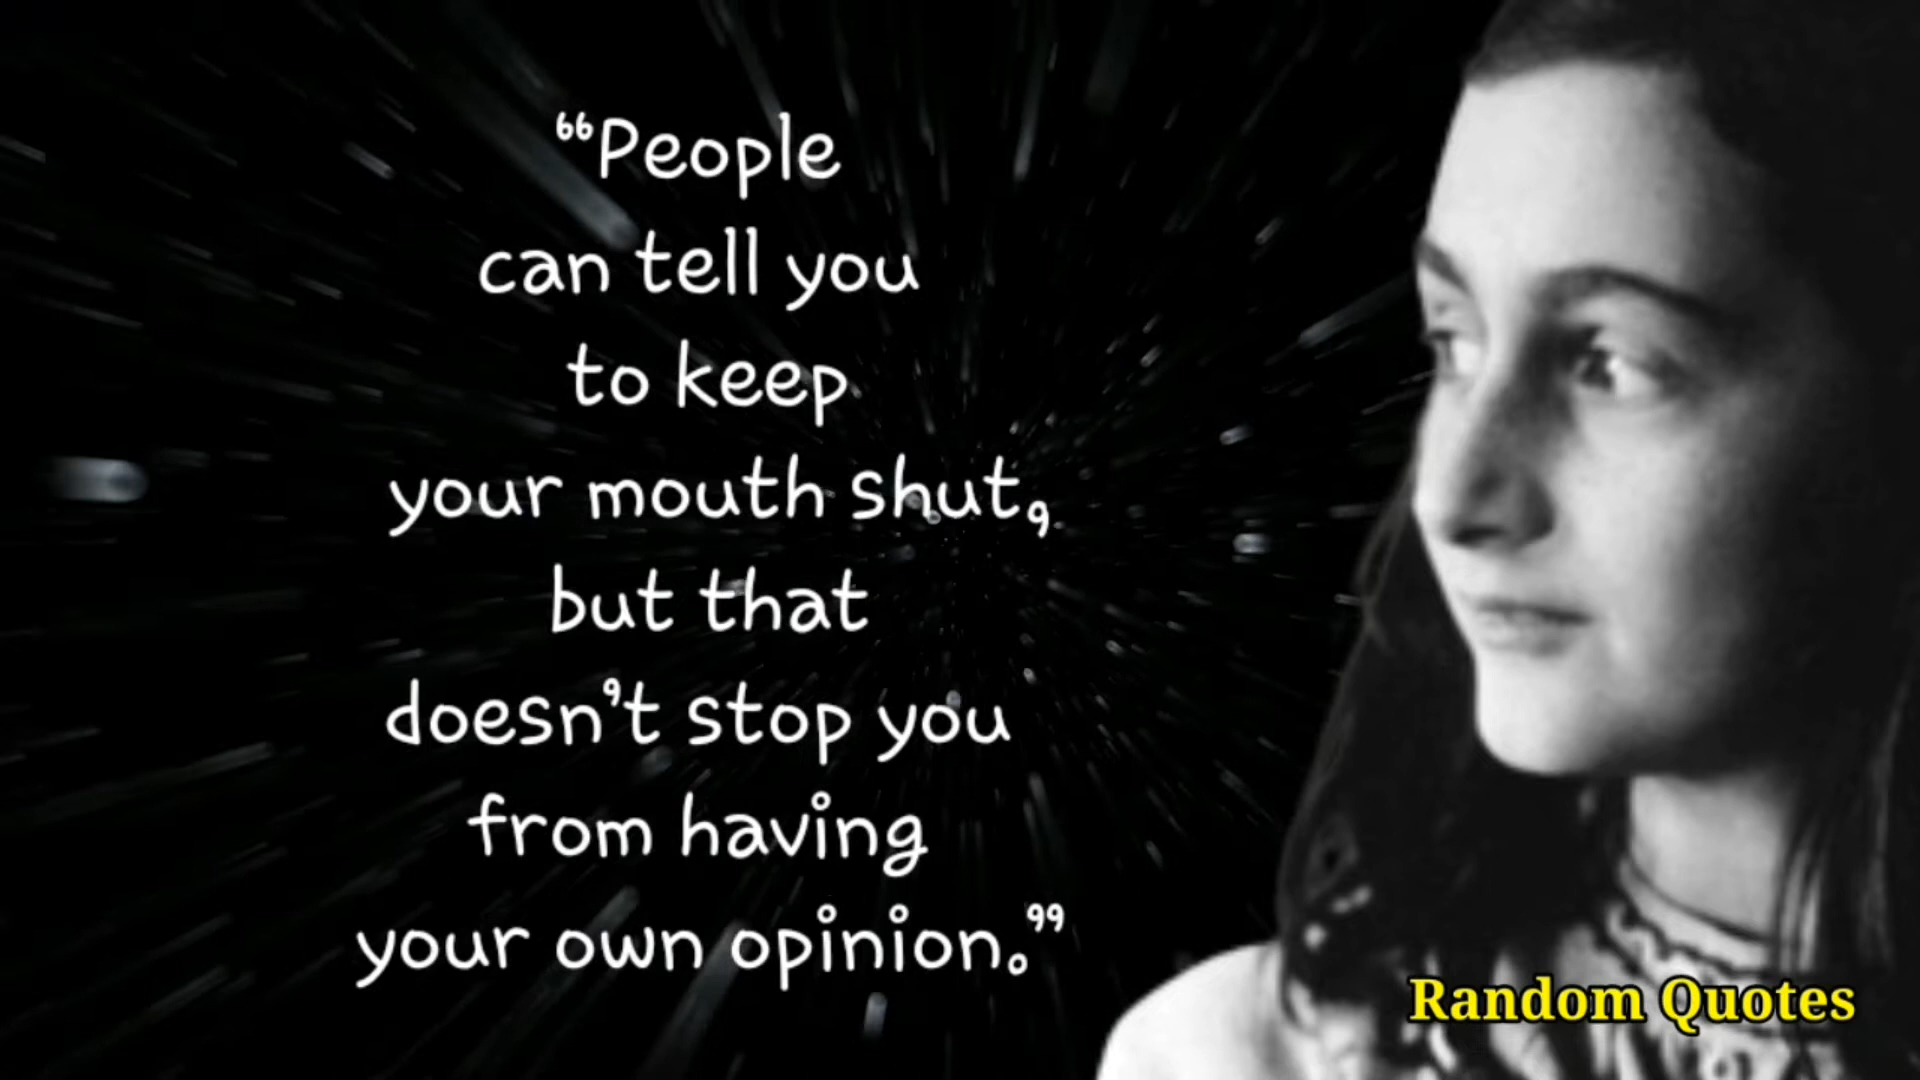 “People
can tell you
to keep
your mouth shut,
but that
doesn’t stop you
from having
your own opinion.”
Random Quotes